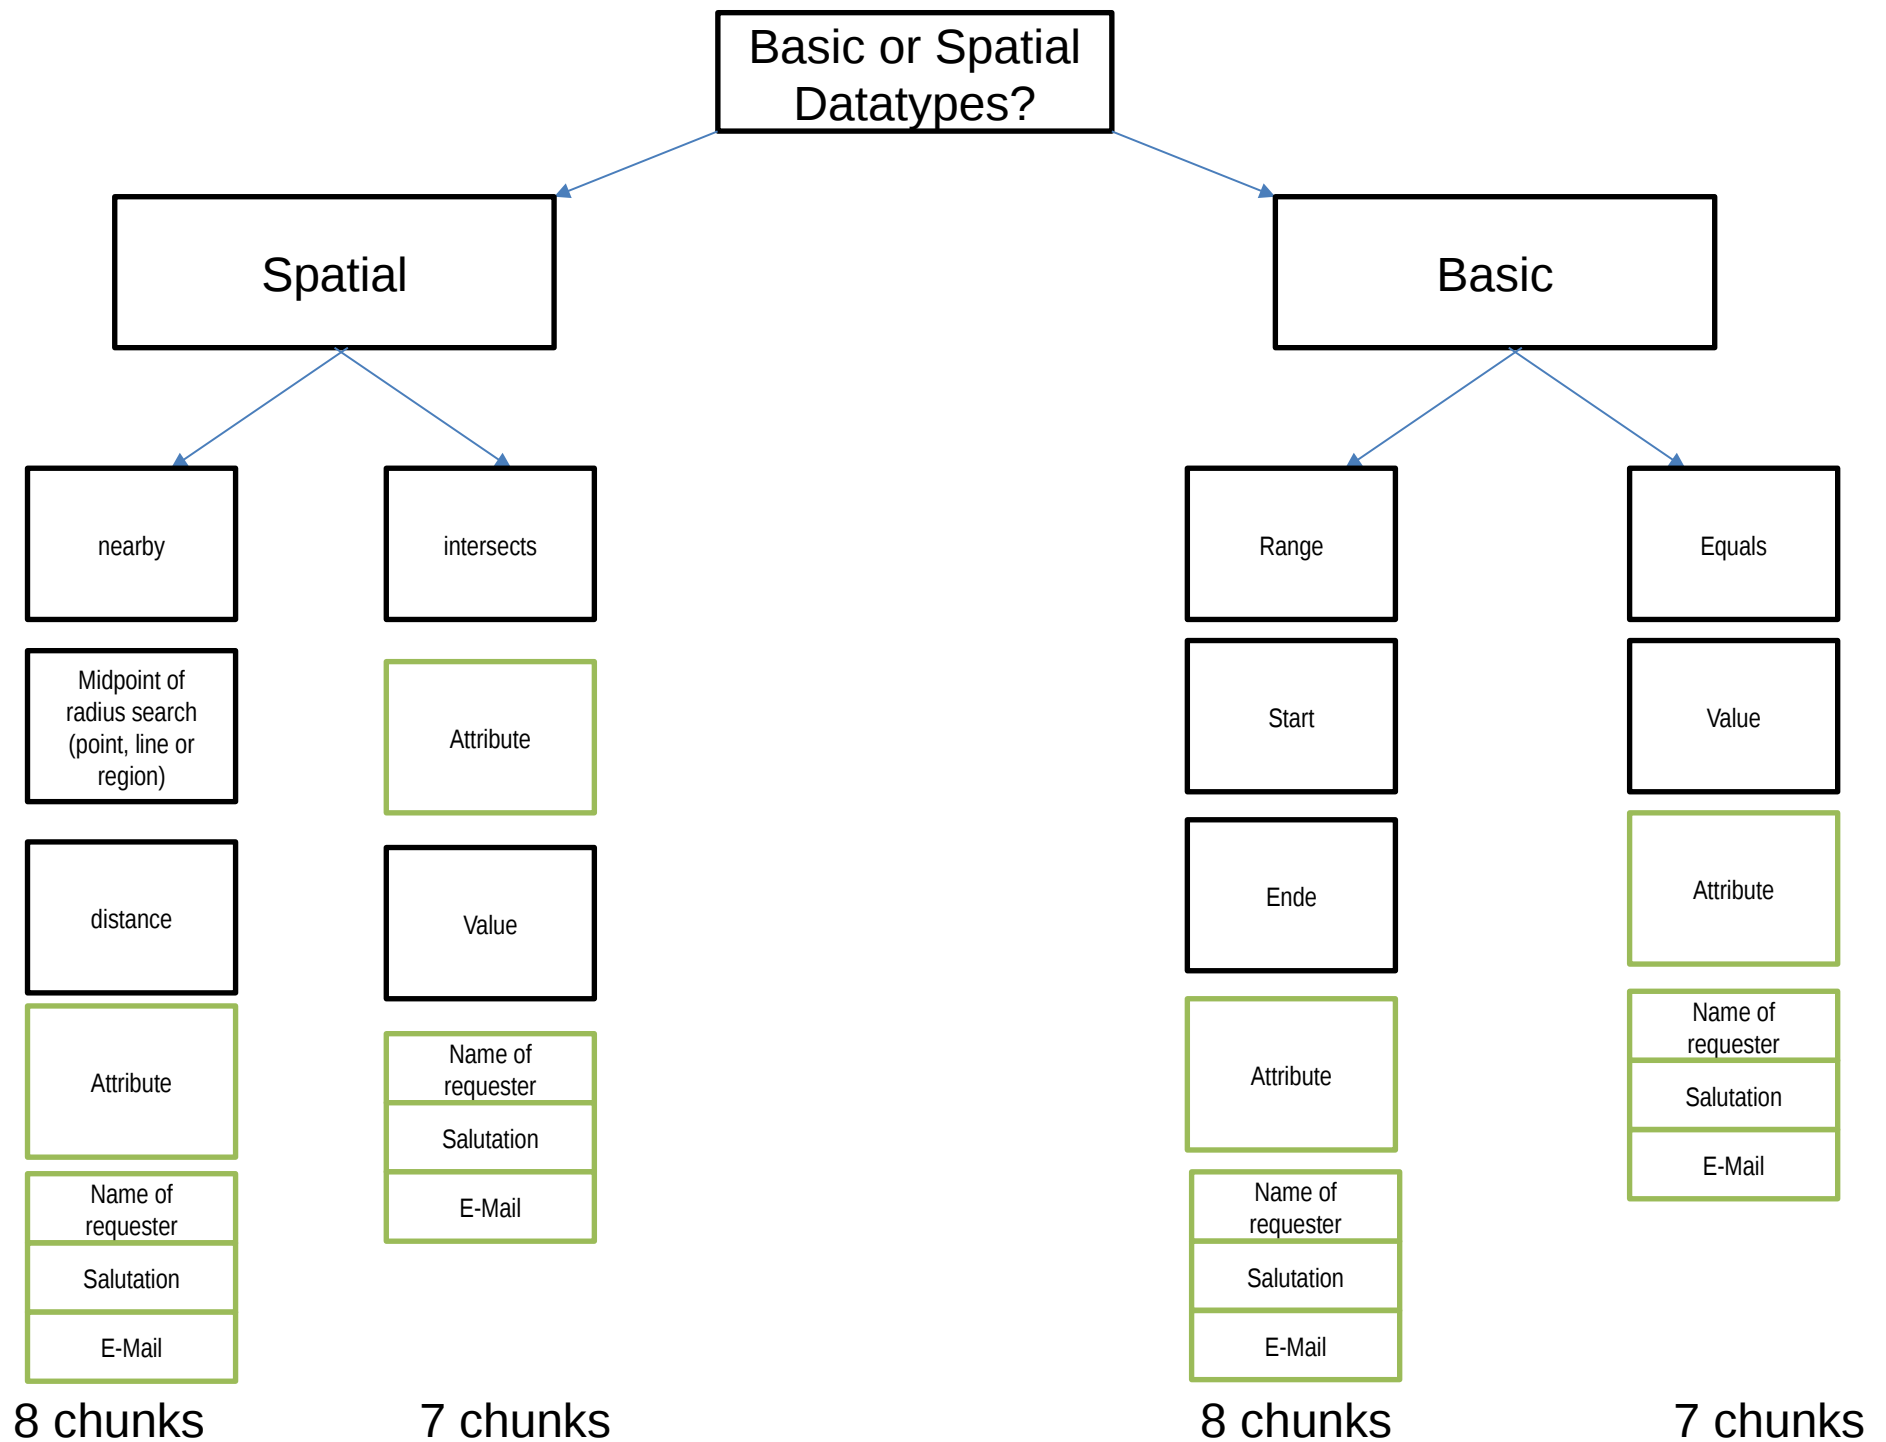 Basic or Spatial
Datatypes?
Spatial
Basic
nearby
Midpoint of
radius search
(point, line or
region)
distance
Attribute
Name of
requester
Salutation
E-Mail
8 chunks
intersects
Attribute
Value
Name of
requester
Salutation
E-Mail
7 chunks
Range
Start
Ende
Attribute
Name of
requester
Salutation
E-Mail
8 chunks
Equals
Value
Attribute
Name of
requester
Salutation
E-Mail
7 chunks